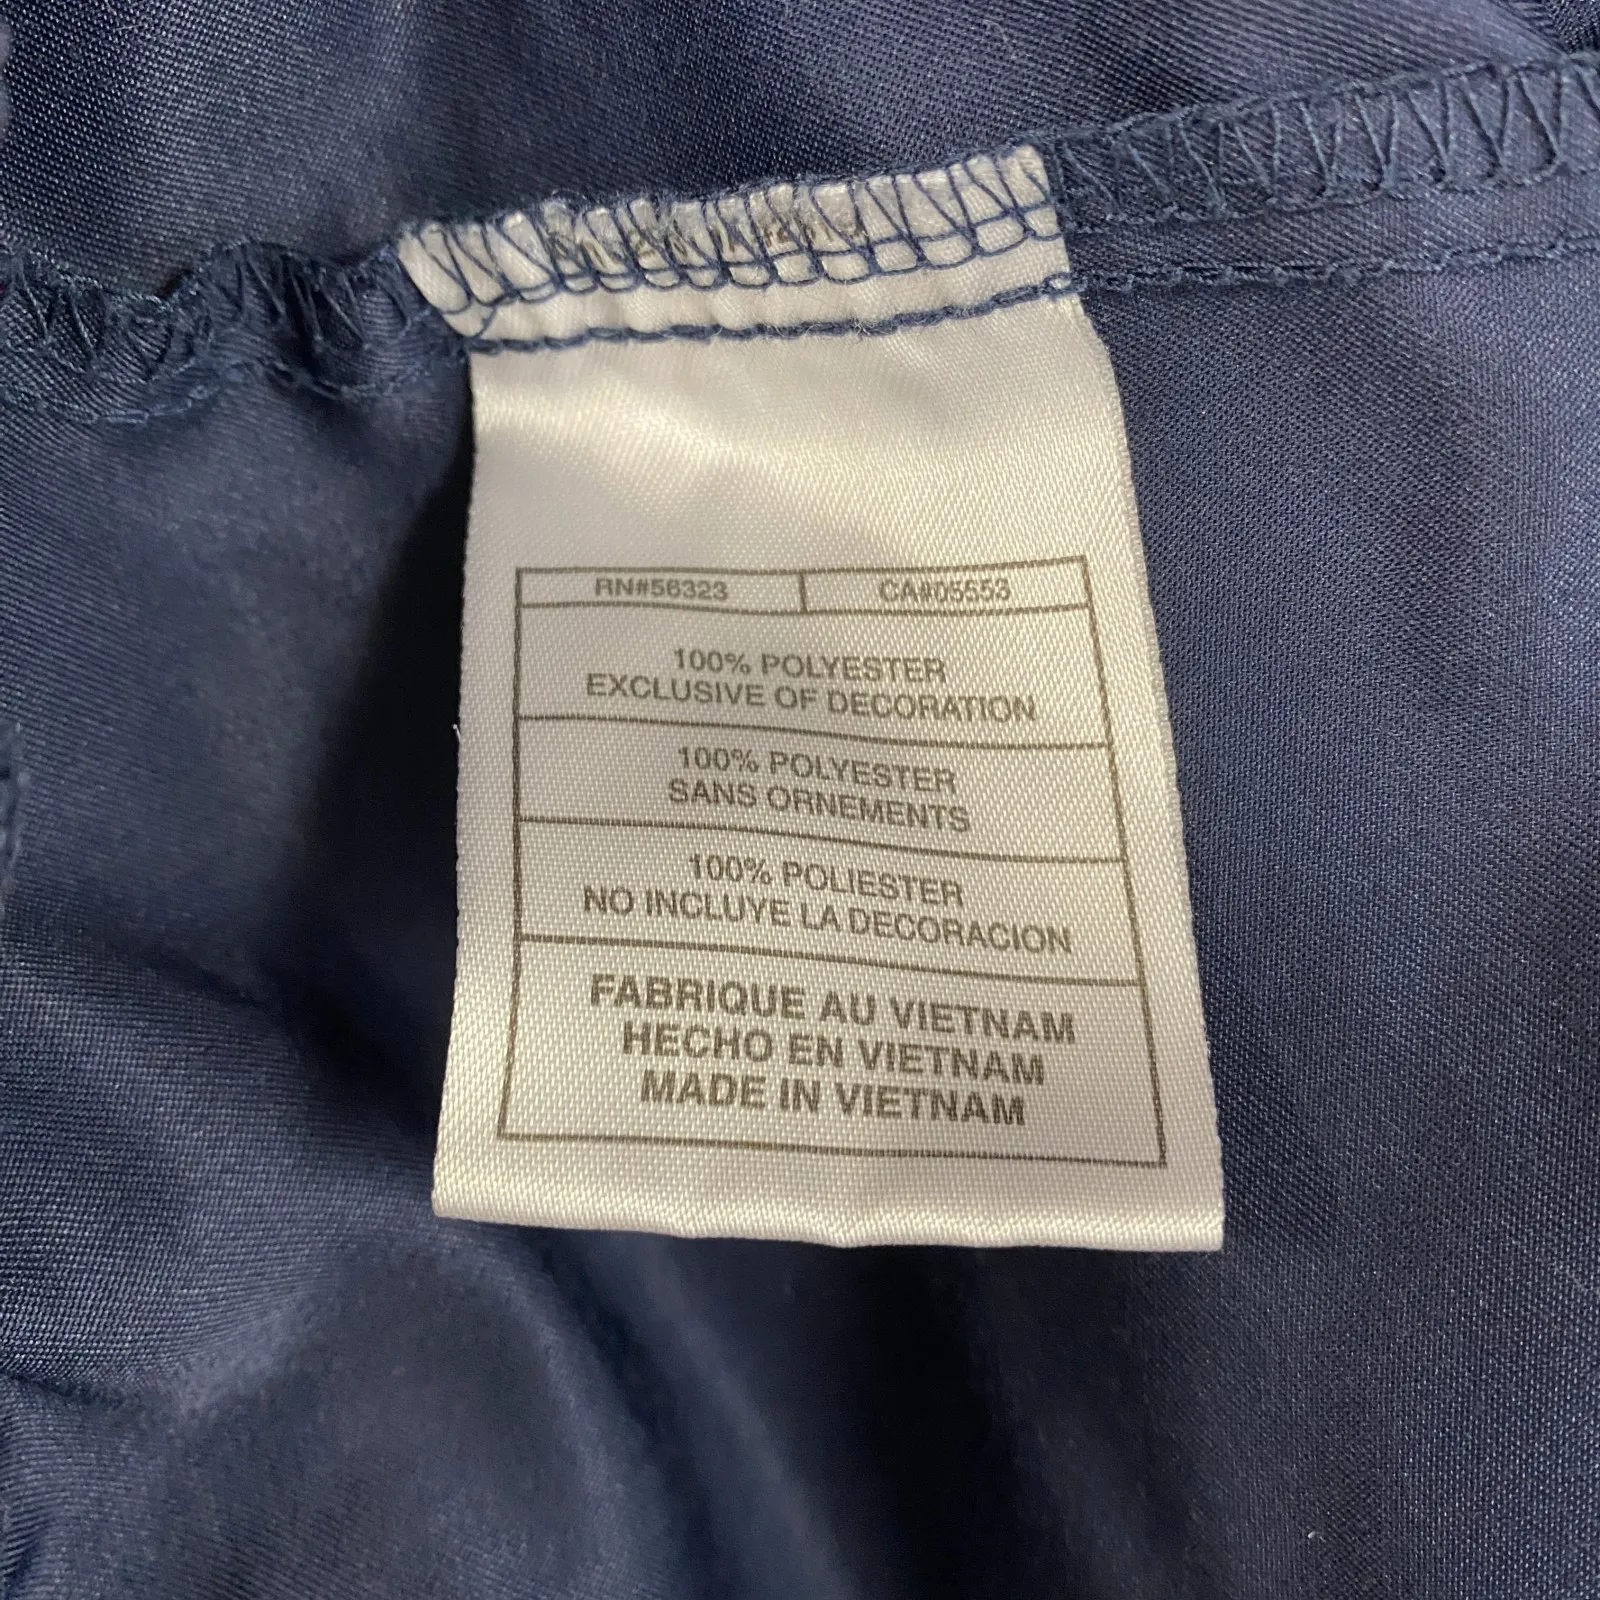 RN#56323 CA#05553
100% POLYESTER
EXCLUSIVE OF DECORATION
100% POLYESTER
SANS ORNEMENTS
100% POLIESTER
NO INCLUYE LA DECORACION
FABRIQUE AU VIETNAM
HECHO EN VIETNAM
MADE IN VIETNAM